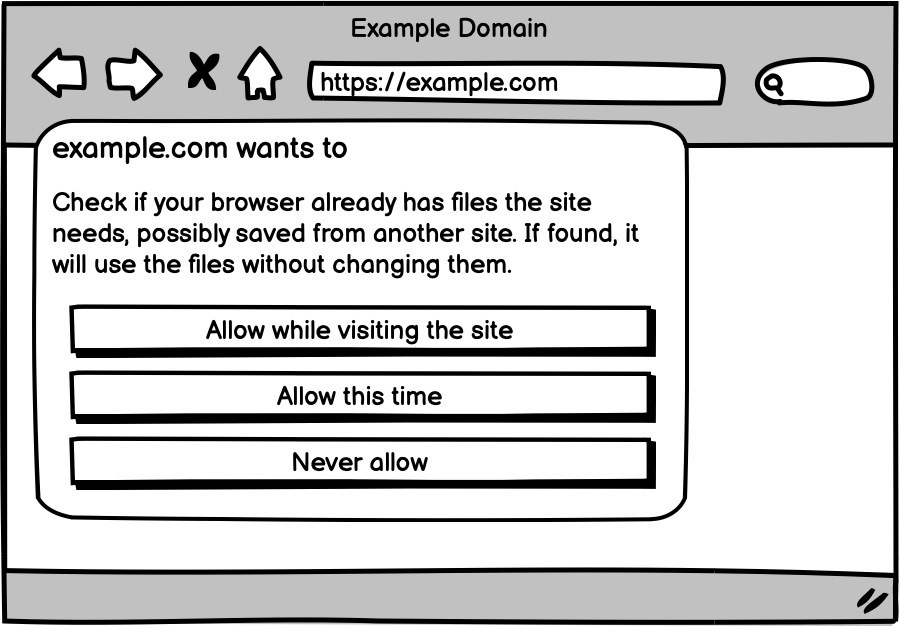 Example Domain
https://example.com
example.com wants to
Check if your browser already has files the site
needs, possibly saved from another site. If found, it
will use the files without changing them.
Allow while visiting the site
Allow this time
Never allow